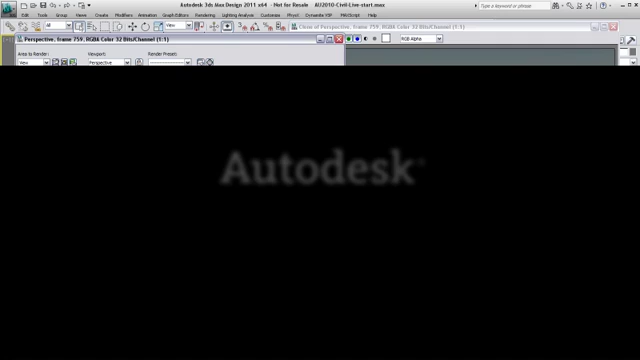 Autodesk 3ds Max Design 2011 x64 - Not for Resale AU2010-Civil-Live-start.max
Type a keyword or phrase
Edit Tools Group Views Create Modifiers Animation Graph Editors Rendering Lighting Analysis Customize Dynamite VSP MAXScript Help
All View Clone of Perspective, frame 759, RGBA Color 32 Bits/Channel (1:1)
Perspective, frame 759, RGBA Color 32 Bits/Channel (1:1) RGB Alpha
Area to Render: Viewport: Render Preset:
View Perspective
Autodesk